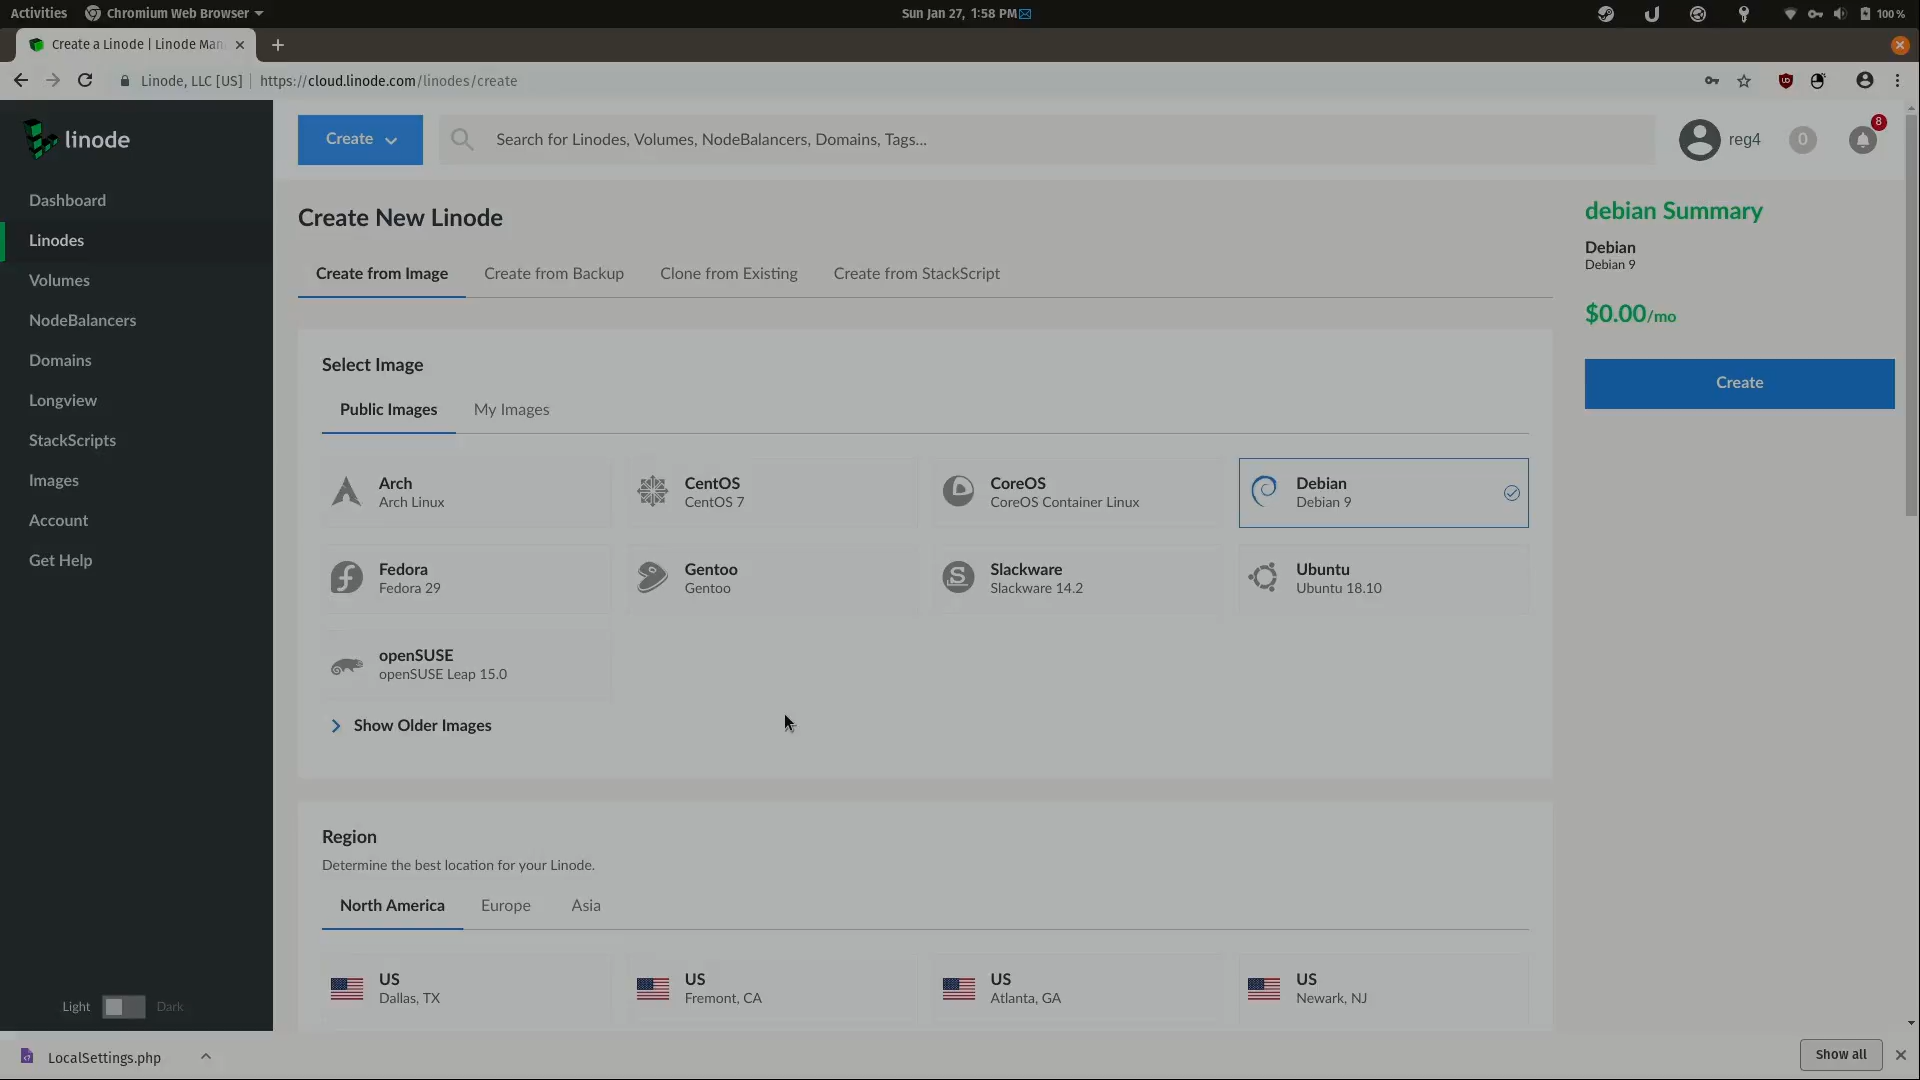 Activities
Chromium Web Browser
Sun Jan 27, 1:58 PM
100 %
Create a Linode | Linode Man
Linode, LLC [US]
https://cloud.linode.com/linodes/create
linode
Create
Search for Linodes, Volumes, NodeBalancers, Domains, Tags...
reg4
0
8
Dashboard
Linodes
Volumes
NodeBalancers
Domains
Longview
StackScripts
Images
Account
Get Help
Light
Dark
Create New Linode
Create from Image
Create from Backup
Clone from Existing
Create from StackScript
Select Image
Public Images
My Images
Arch
Arch Linux
CentOS
CentOS 7
CoreOS
CoreOS Container Linux
Debian
Debian 9
Fedora
Fedora 29
Gentoo
Gentoo
Slackware
Slackware 14.2
Ubuntu
Ubuntu 18.10
openSUSE
openSUSE Leap 15.0
Show Older Images
Region
Determine the best location for your Linode.
North America
Europe
Asia
US
Dallas, TX
US
Fremont, CA
US
Atlanta, GA
US
Newark, NJ
debian Summary
Debian
Debian 9
$0.00/mo
Create
LocalSettings.php
Show all